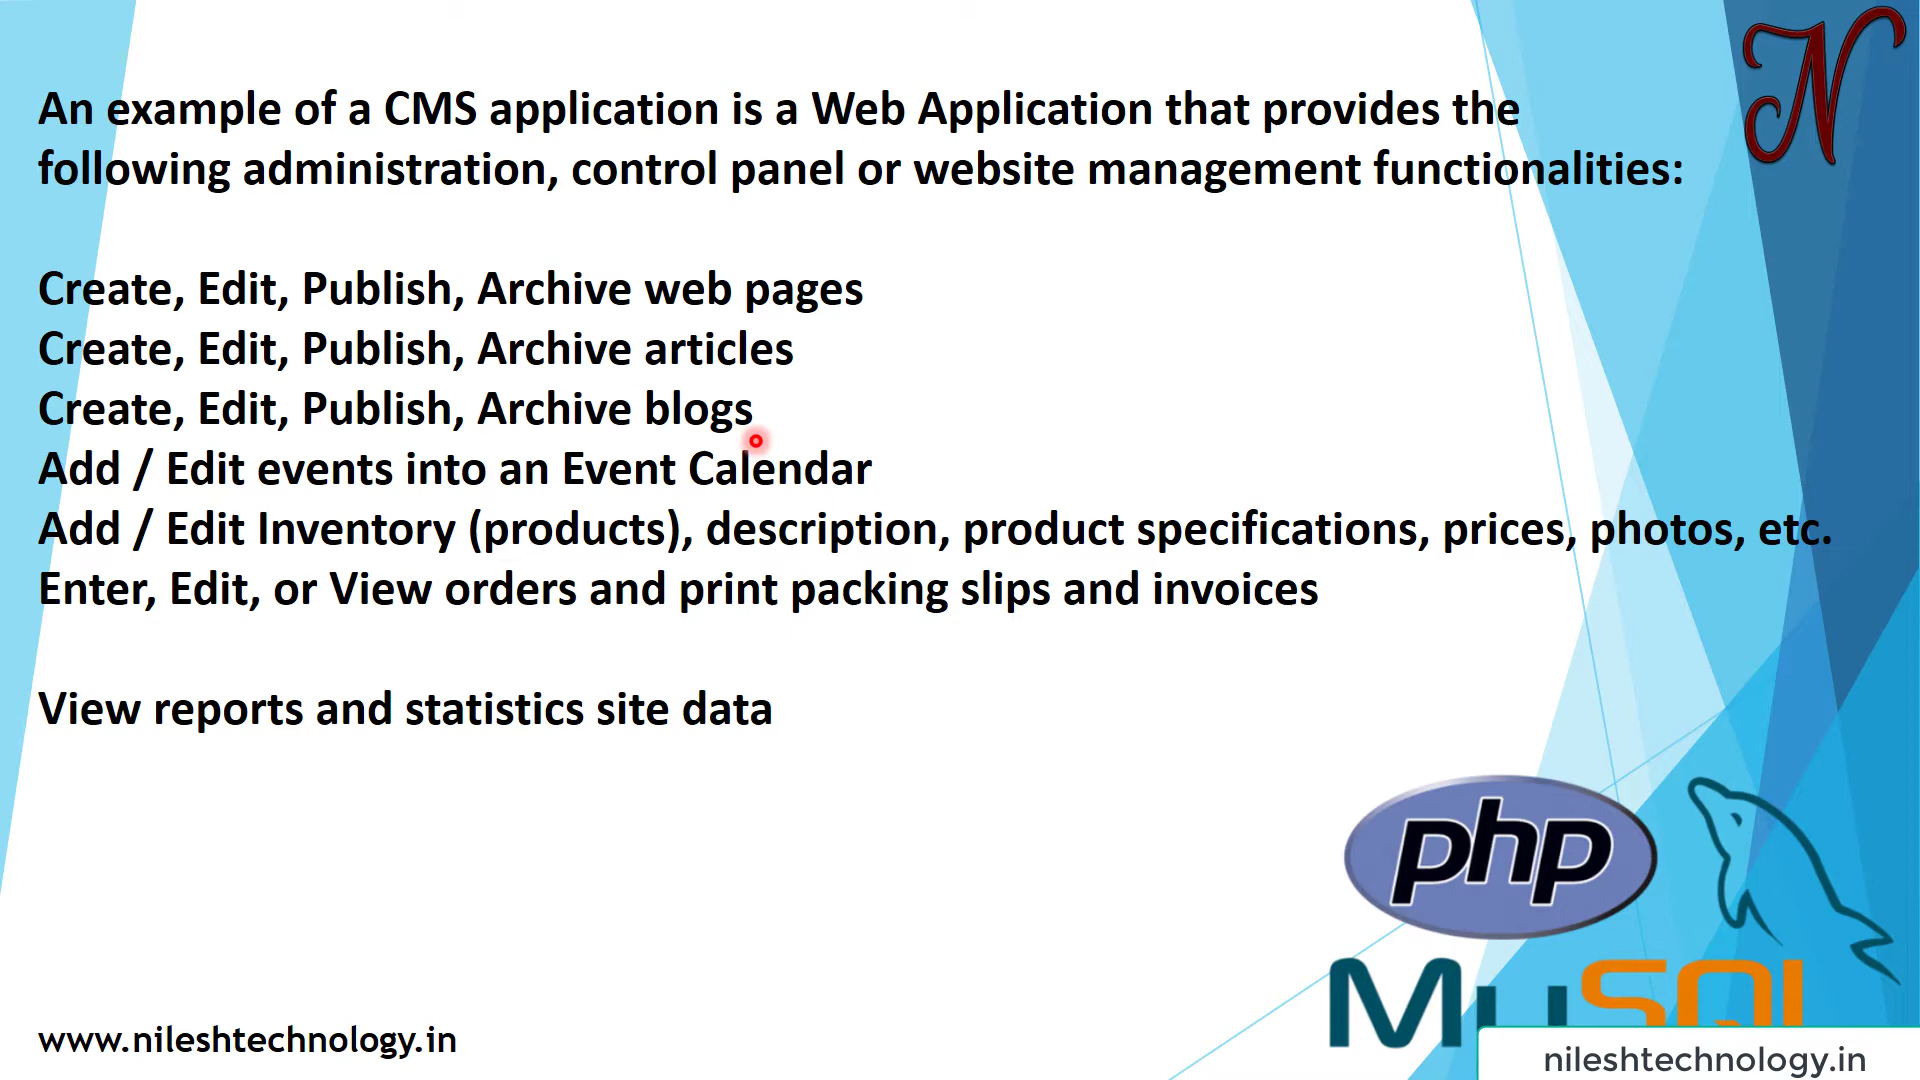 N
An example of a CMS application is a Web Application that provides the
following administration, control panel or website management functionalities:
Create, Edit, Publish, Archive web pages
Create, Edit, Publish, Archive articles
Create, Edit, Publish, Archive blogs
Add / Edit events into an Event Calendar
Add / Edit Inventory (products), description, product specifications, prices, photos, etc.
Enter, Edit, or View orders and print packing slips and invoices
View reports and statistics site data
php
MySQL
www.nileshtechnology.in
nileshtechnology.in